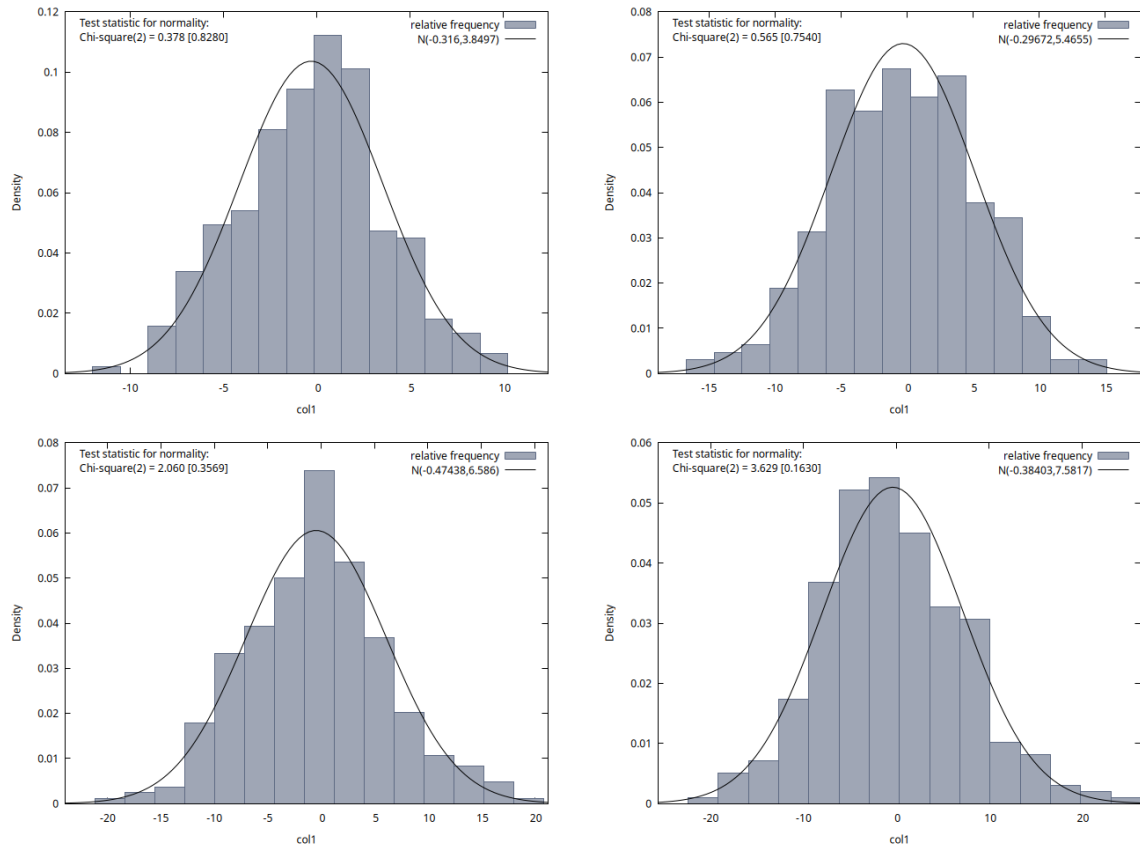 Test statistic for normality:
Chi-square(2) = 0.378 [0.8280]
relative frequency
N(-0.316,3.8497)
0.12
0.1
0.08
0.06
0.04
0.02
0
Density
-10
-5
0
5
10
col1
Test statistic for normality:
Chi-square(2) = 0.565 [0.7540]
relative frequency
N(-0.29672,5.4655)
0.08
0.07
0.06
0.05
0.04
0.03
0.02
0.01
0
Density
-15
-10
-5
0
5
10
15
col1
Test statistic for normality:
Chi-square(2) = 2.060 [0.3569]
relative frequency
N(-0.47438,6.586)
0.08
0.07
0.06
0.05
0.04
0.03
0.02
0.01
0
Density
-20
-15
-10
-5
0
5
10
15
20
col1
Test statistic for normality:
Chi-square(2) = 3.629 [0.1630]
relative frequency
N(-0.38403,7.5817)
0.06
0.05
0.04
0.03
0.02
0.01
0
Density
-20
-10
0
10
20
col1